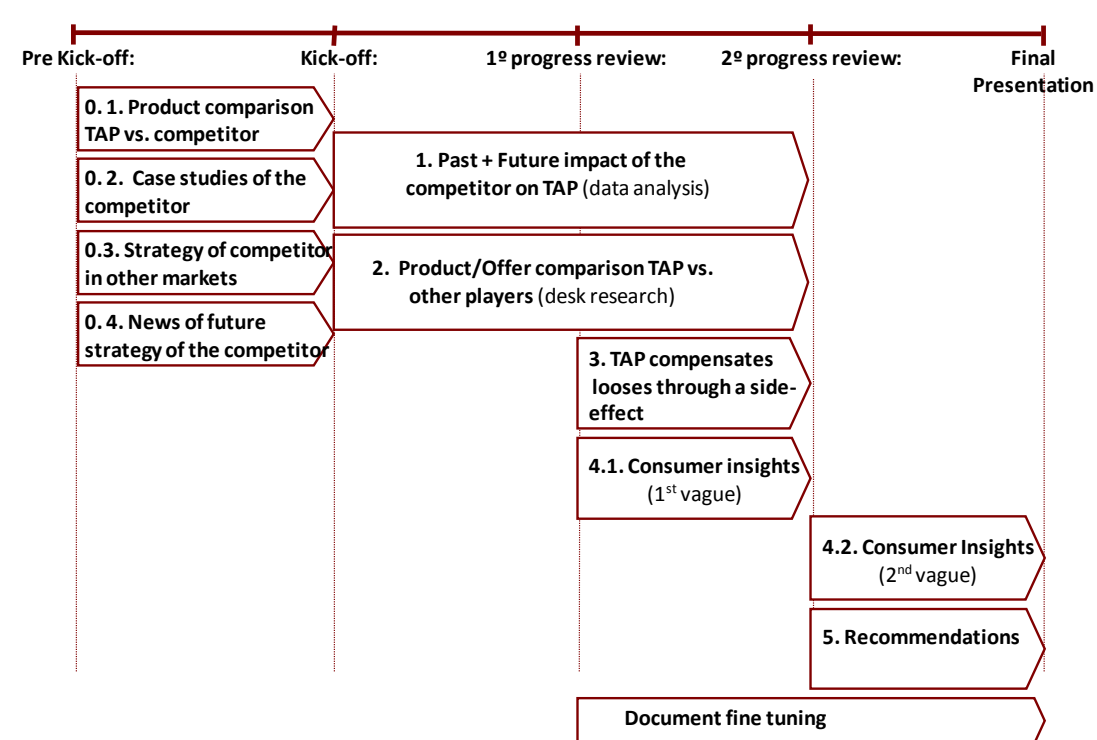 Pre Kick-off:
Kick-off:
1º progress review:
2º progress review:
Final
Presentation
0. 1. Product comparison
TAP vs. competitor
0. 2. Case studies of the
competitor
0.3. Strategy of competitor
in other markets
0. 4. News of future
strategy of the competitor
1. Past + Future impact of the
competitor on TAP (data analysis)
2. Product/Offer comparison TAP vs.
other players (desk research)
3. TAP compensates
looses through a side-
effect
4.1. Consumer insights
(1st vague)
4.2. Consumer Insights
(2nd vague)
5. Recommendations
Document fine tuning